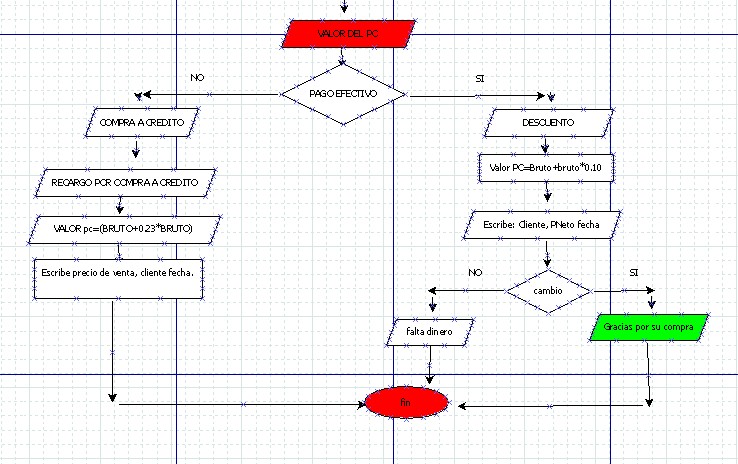 VALOR DEL PC
PAGO EFECTIVO
NO
SI
COMPRA A CREDITO
DESCUENTO
RECARGO POR COMPRA A CREDITO
Valor PC=Bruto+bruto*0.10
VALOR pc=(BRUTO+0.23*BRUTO)
Escribe: Cliente, PNeto fecha
Escribe precio de venta, cliente fecha.
NO
SI
cambio
falta dinero
Gracias por su compra
fin